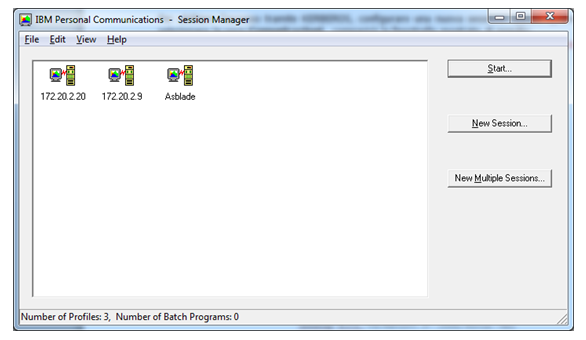 IBM Personal Communications - Session Manager
File Edit View Help
172.20.2.20 172.20.2.9 Asblade
Start...
New Session...
New Multiple Sessions...
Number of Profiles: 3, Number of Batch Programs: 0